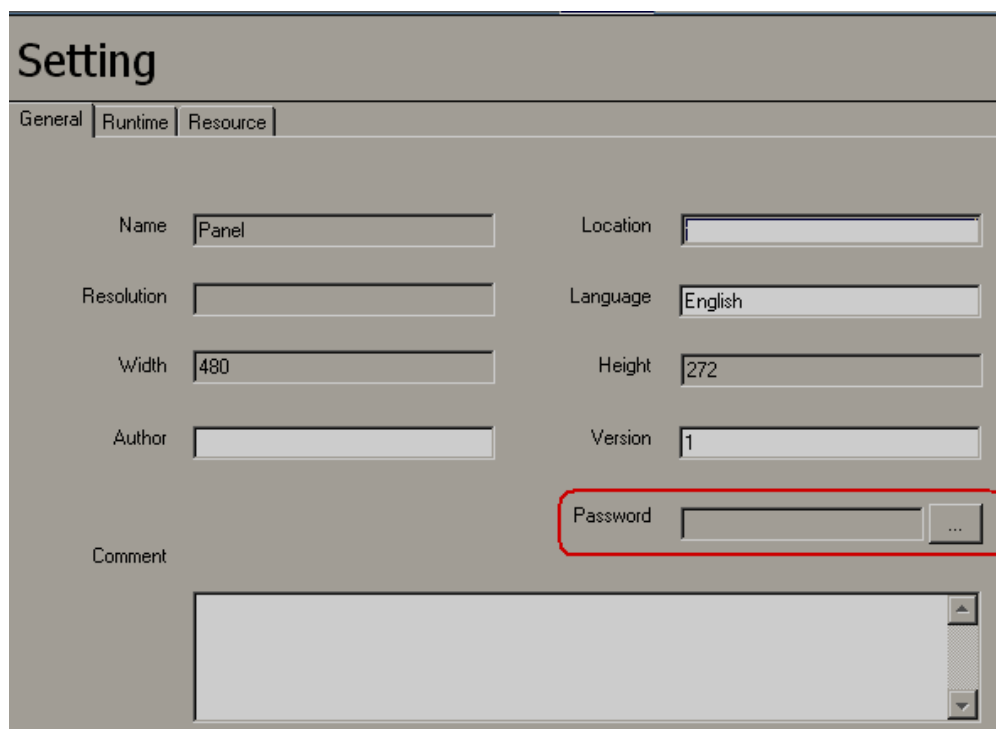 Setting
General Runtime Resource
Name Panel Location
Resolution Language English
Width 480 Height 272
Author Version 1
Password ...
Comment